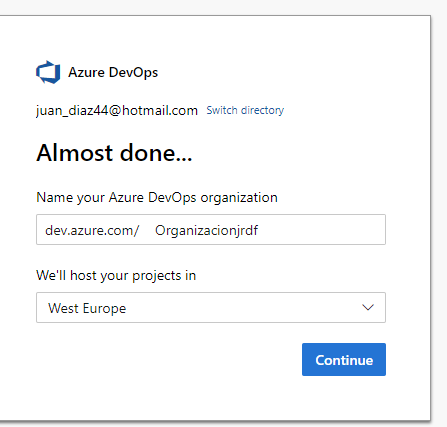 Azure DevOps
juan_diaz44@hotmail.com Switch directory
Almost done...
Name your Azure DevOps organization
dev.azure.com/ Organizacionjrdf
We'll host your projects in
West Europe
Continue